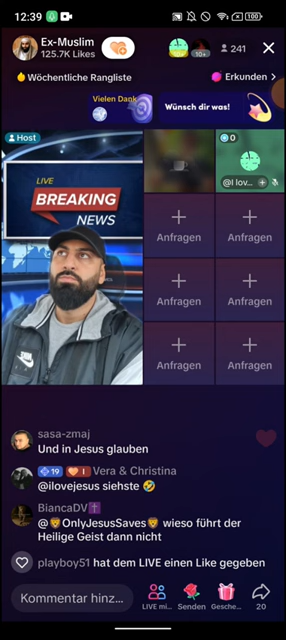 12:39
100
Ex-Muslim
125.7K Likes
10+
241
Wöchentliche Rangliste
Erkunden >
Vielen Dank
Wünsch dir was!
Host
0
LIVE
BREAKING
NEWS
@I lov...
Anfragen
Anfragen
Anfragen
Anfragen
Anfragen
Anfragen
sasa-zmaj
Und in Jesus glauben
19 I Vera & Christina
@ilovejesus siehste 🤣
BiancaDV✝️
@🦁OnlyJesusSaves🦁 wieso führt der
Heilige Geist dann nicht
playboy51 hat dem LIVE einen Like gegeben
Kommentar hinz...
LIVE mi...
Senden
Gesche...
20